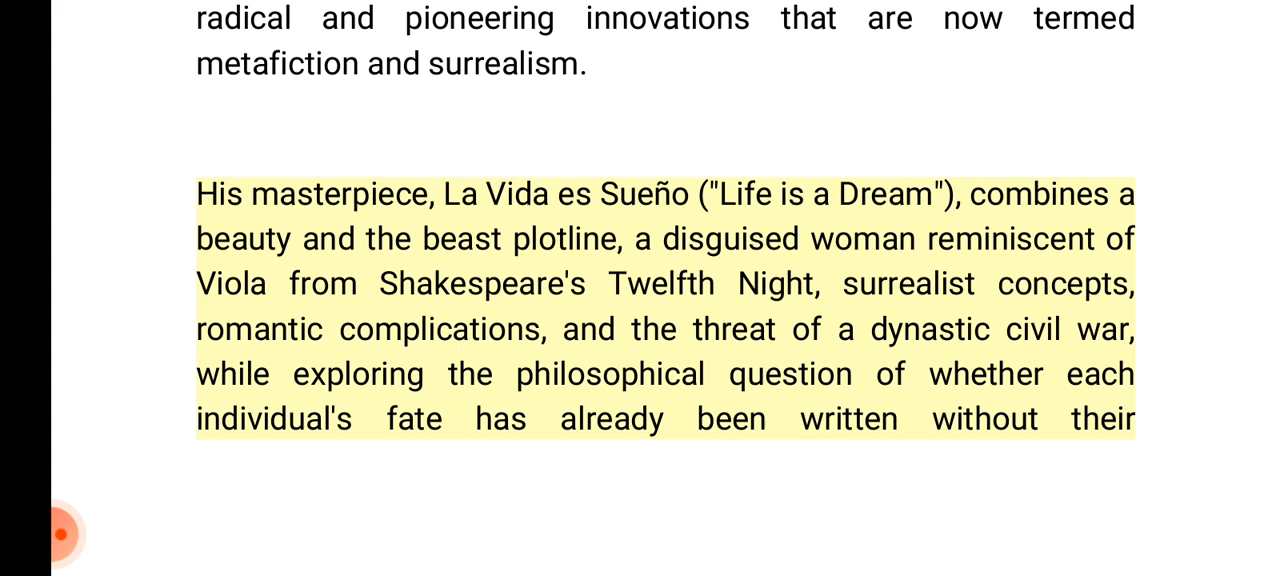 radical and pioneering innovations that are now termed
metafiction and surrealism.
His masterpiece, La Vida es Sueño ("Life is a Dream"), combines a
beauty and the beast plotline, a disguised woman reminiscent of
Viola from Shakespeare's Twelfth Night, surrealist concepts,
romantic complications, and the threat of a dynastic civil war,
while exploring the philosophical question of whether each
individual's fate has already been written without their